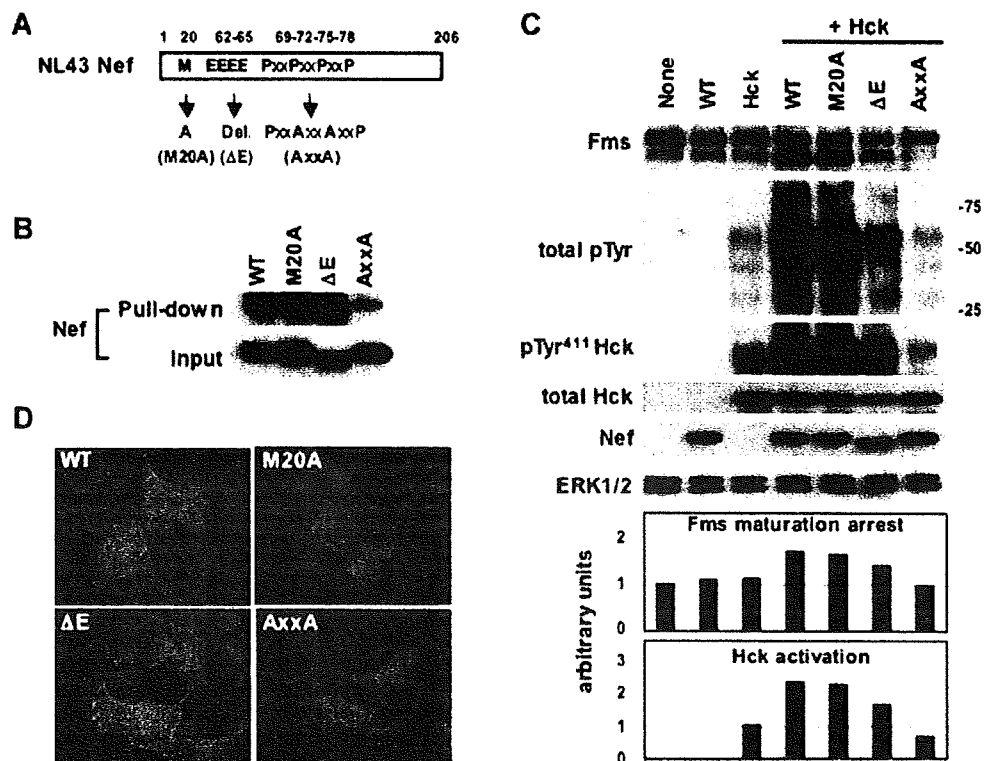 A
1 20 62-65 69-72-75-78 206
NL43 Nef M EEEE PxxPxxPxxP
A Del. PxxAxxAxxP
(M20A) (ΔE) (AxxA)
B
WT M20A ΔE AxxA
Nef
Pull-down
Input
C
+ Hck
None WT Hck WT M20A ΔE AxxA
Fms
total pTyr
-75
-50
-25
pTyr⁴¹¹ Hck
total Hck
Nef
ERK1/2
arbitrary units
Fms maturation arrest
2
1
0
Hck activation
3
2
1
0
D
WT M20A
ΔE AxxA